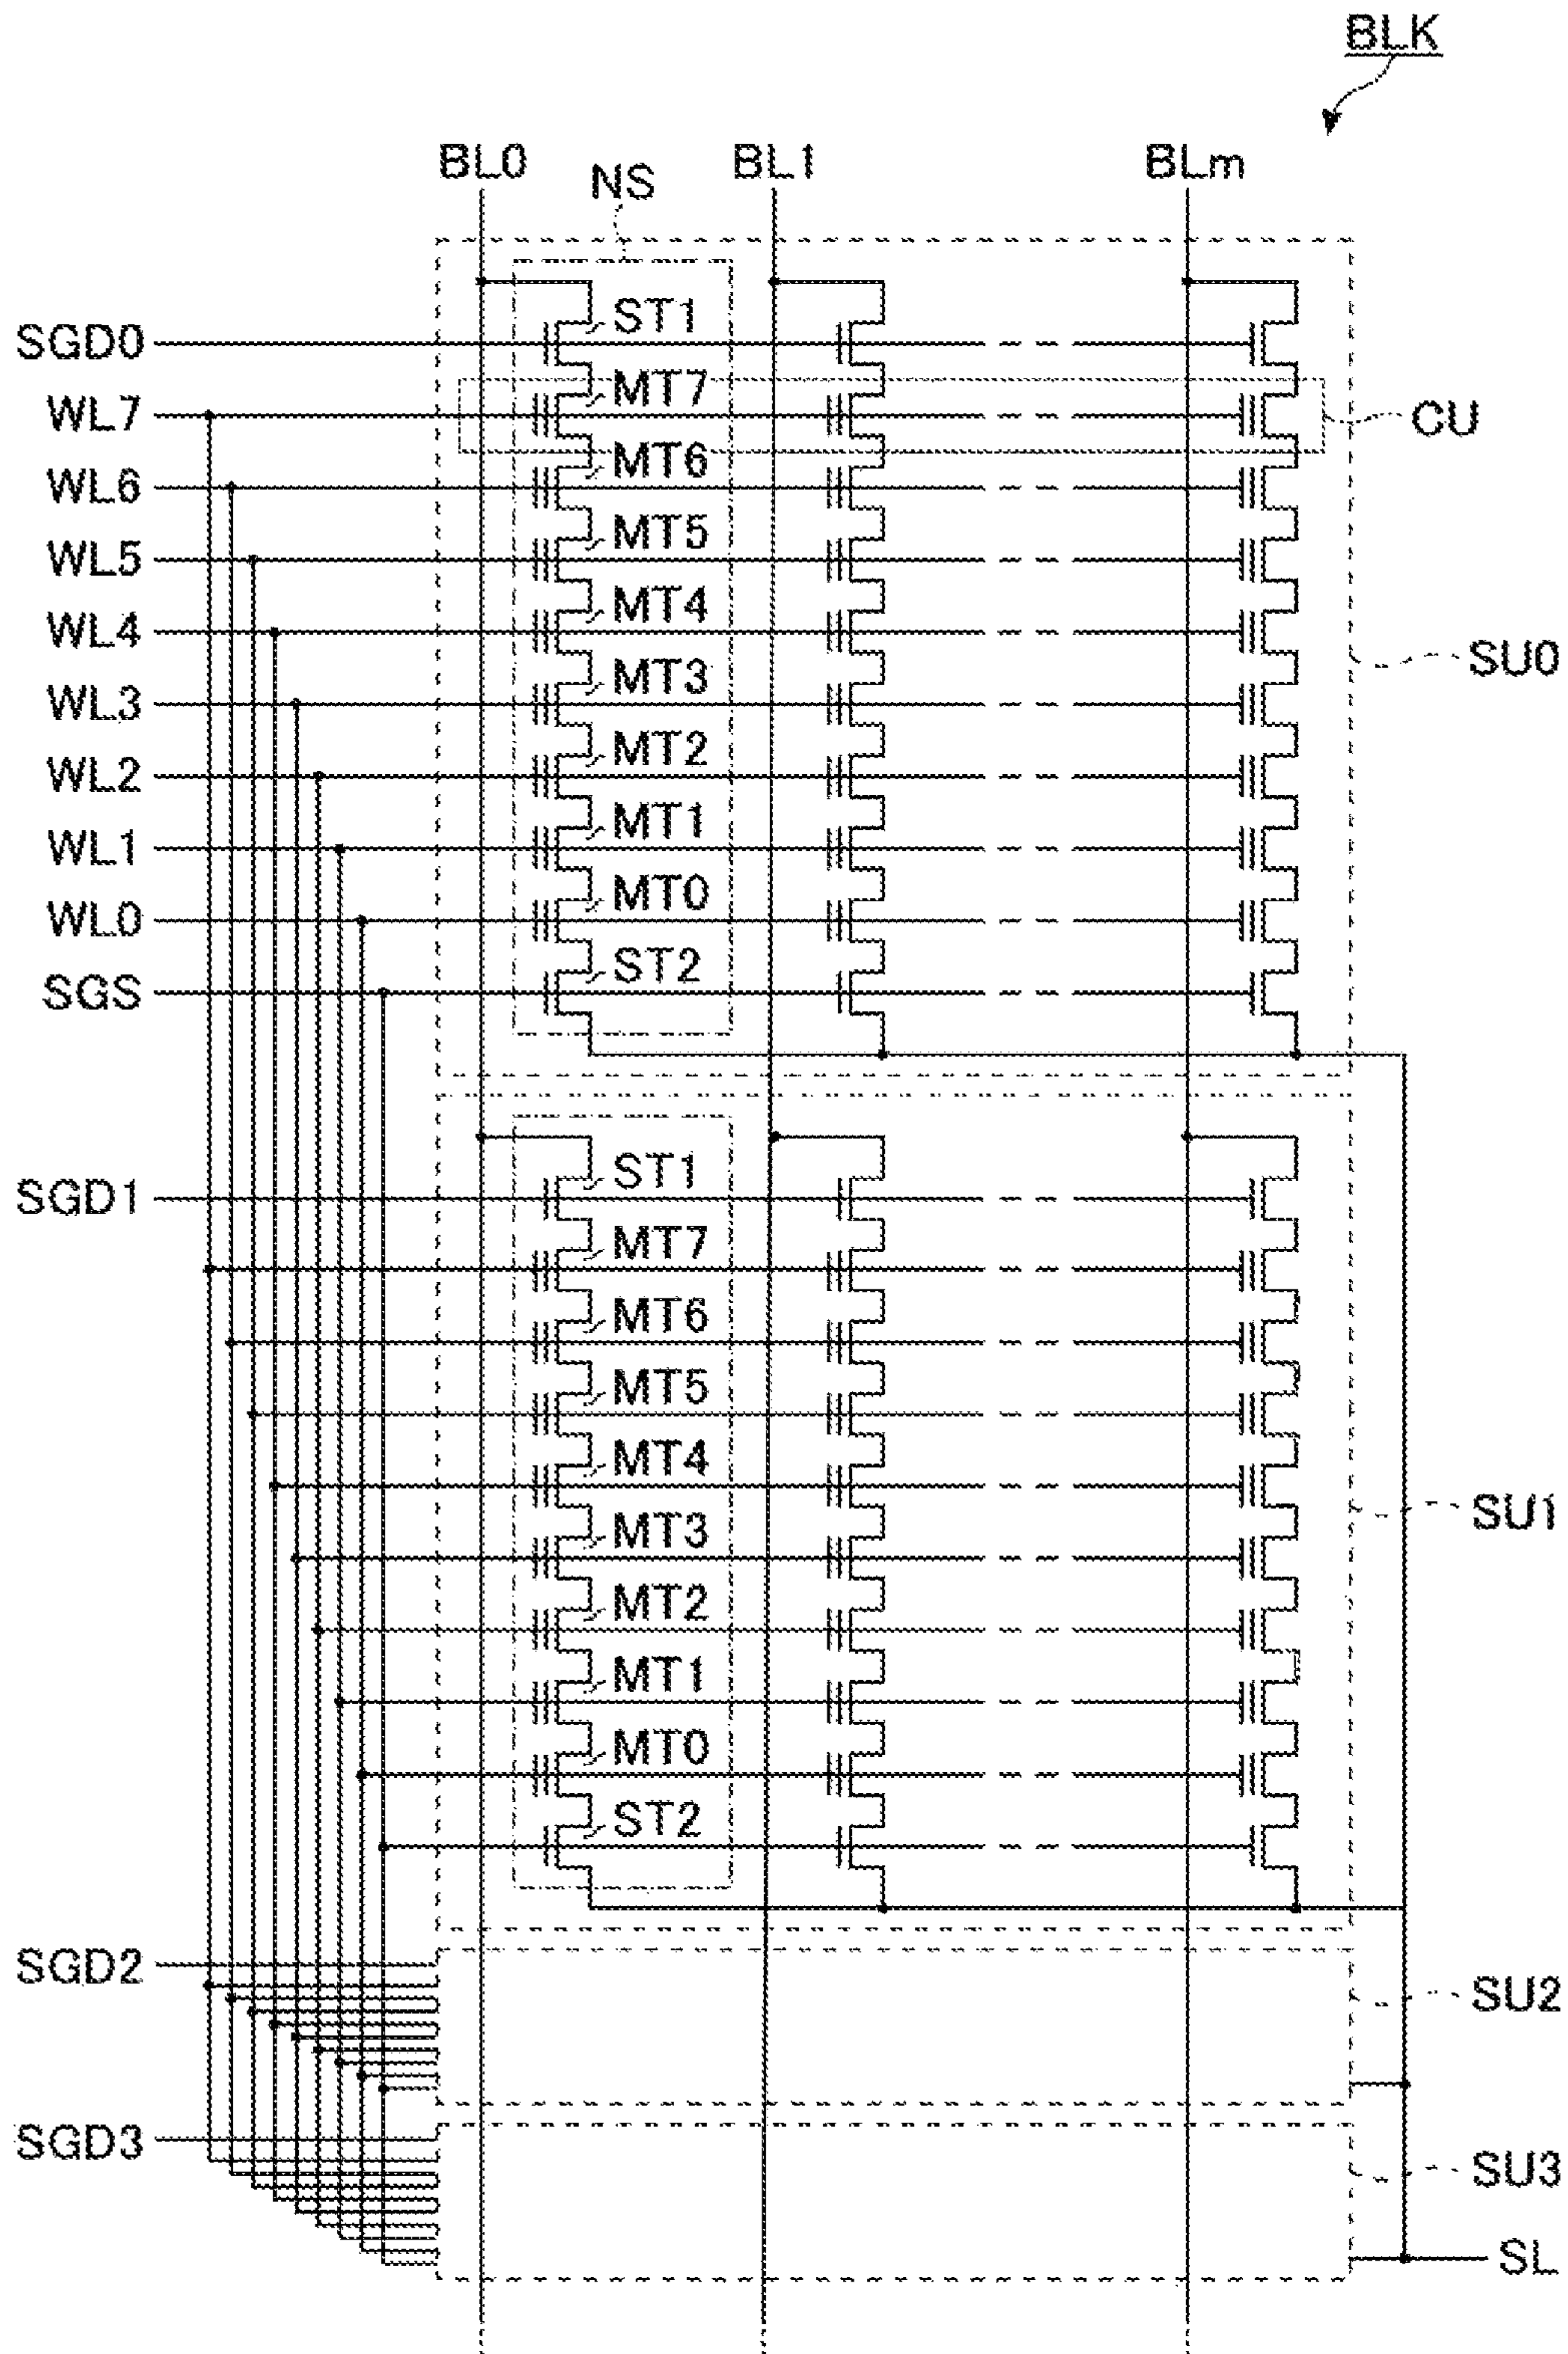 BLK
BL0 NS BL1 BLm
ST1
SGD0
MT7
WL7 CU
MT6
WL6
MT5
WL5
MT4
WL4
SU0
MT3
WL3
MT2
WL2
MT1
WL1
MT0
WL0
ST2
SGS
ST1
SGD1
MT7
MT6
MT5
MT4
SU1
MT3
MT2
MT1
MT0
ST2
SGD2
SU2
SGD3
SU3
SL